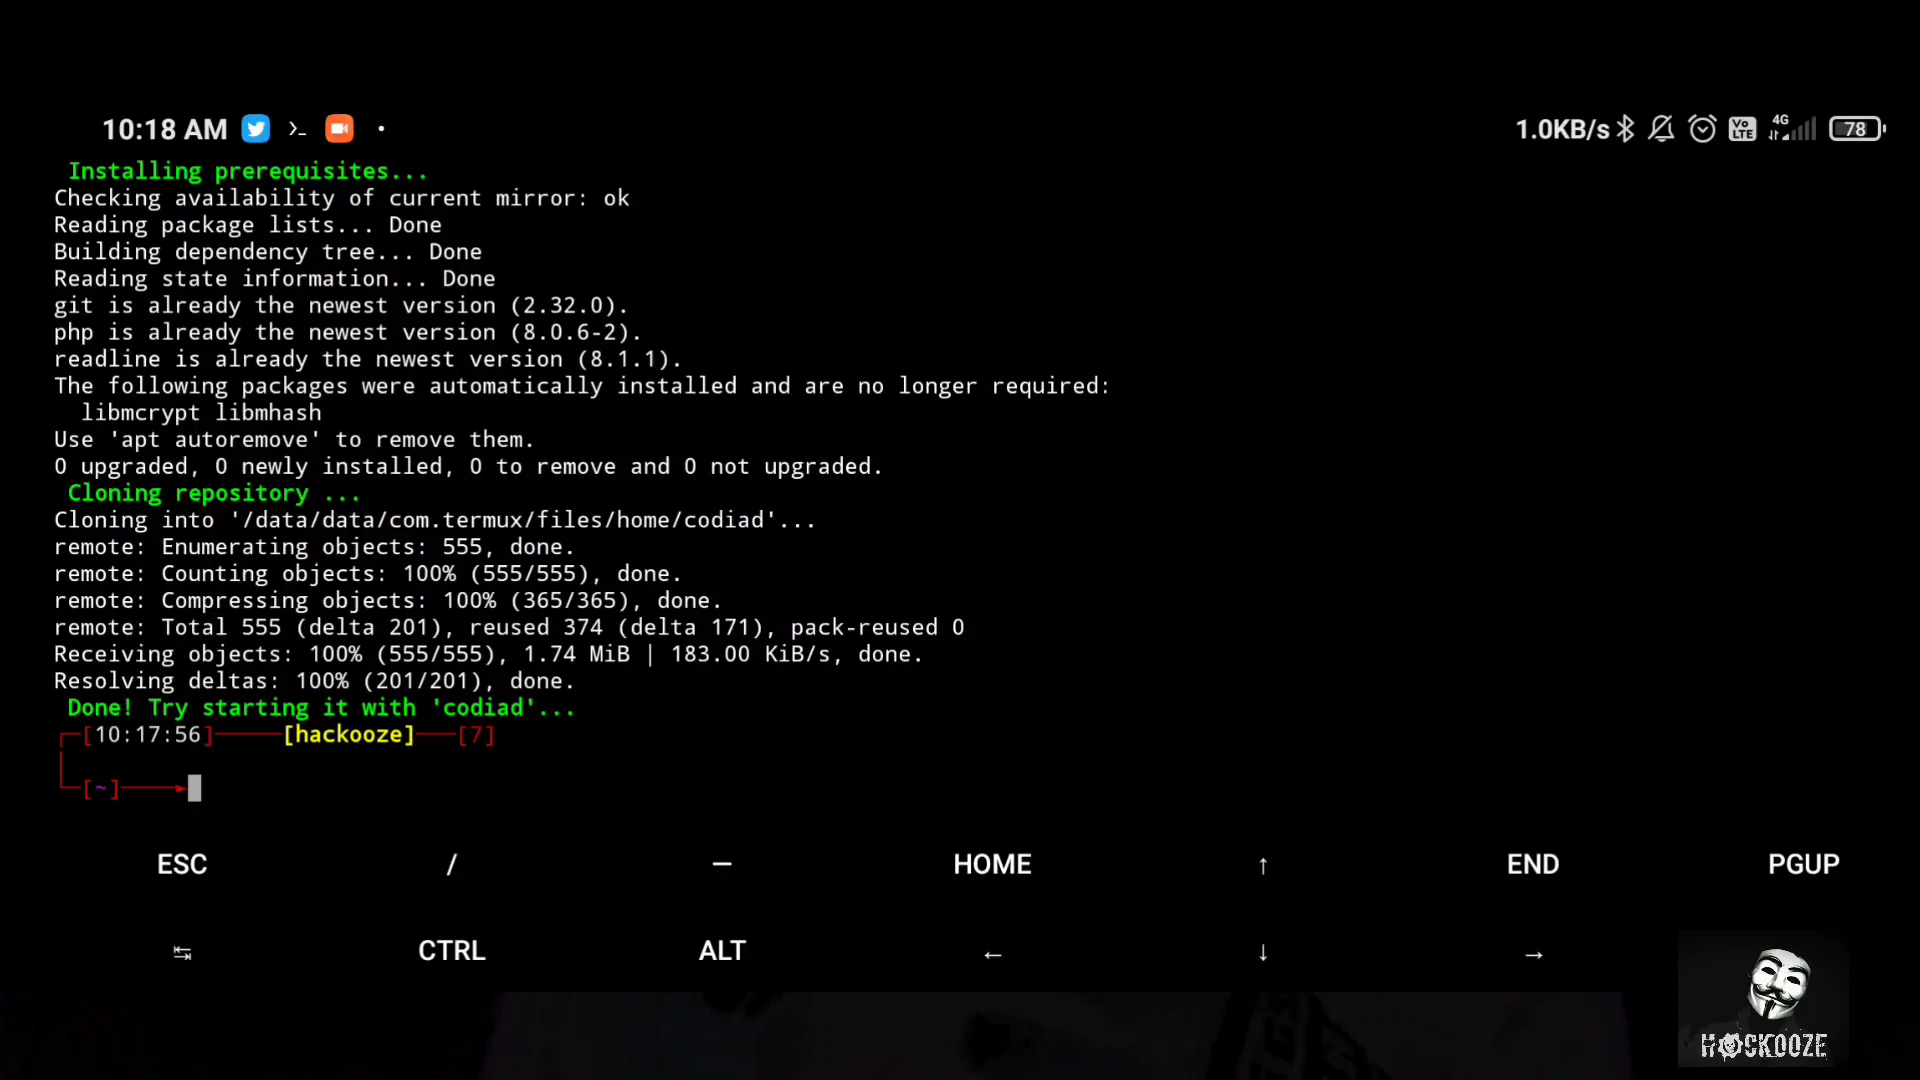 10:18 AM
1.0KB/s Vo LTE 4G 78
Installing prerequisites...
Checking availability of current mirror: ok
Reading package lists... Done
Building dependency tree... Done
Reading state information... Done
git is already the newest version (2.32.0).
php is already the newest version (8.0.6-2).
readline is already the newest version (8.1.1).
The following packages were automatically installed and are no longer required:
  libmcrypt libmhash
Use 'apt autoremove' to remove them.
0 upgraded, 0 newly installed, 0 to remove and 0 not upgraded.
Cloning repository ...
Cloning into '/data/data/com.termux/files/home/codiad'...
remote: Enumerating objects: 555, done.
remote: Counting objects: 100% (555/555), done.
remote: Compressing objects: 100% (365/365), done.
remote: Total 555 (delta 201), reused 374 (delta 171), pack-reused 0
Receiving objects: 100% (555/555), 1.74 MiB | 183.00 KiB/s, done.
Resolving deltas: 100% (201/201), done.
Done! Try starting it with 'codiad'...
[10:17:56] [hackooze] [7]
[~]
ESC / — HOME ↑ END PGUP
↹ CTRL ALT ← ↓ →
HACKOOZE